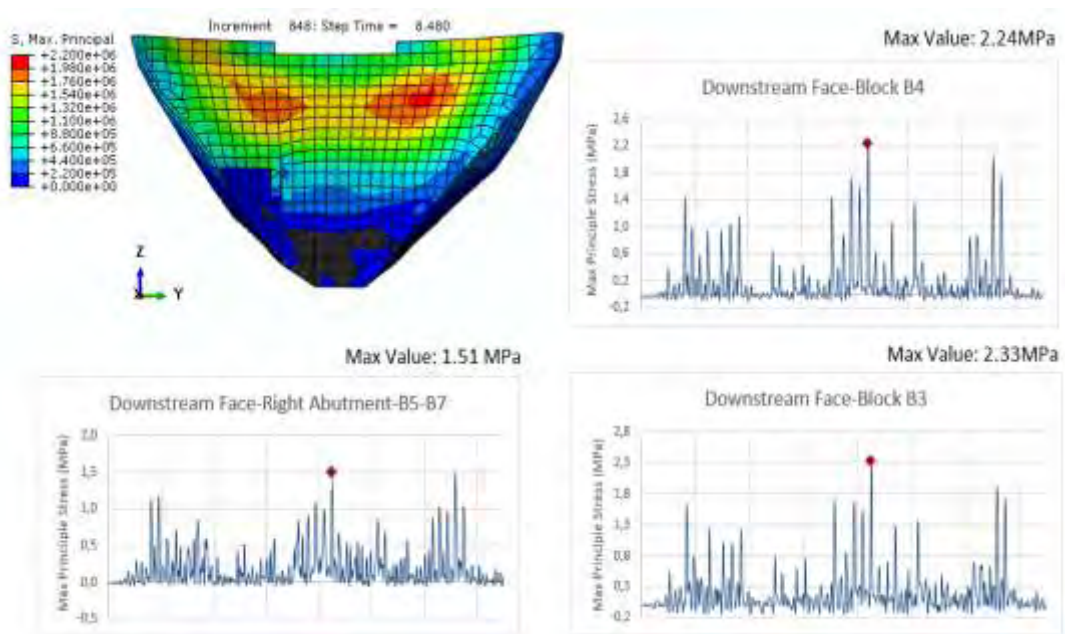 Increment 848: Step Time = 8.480
S, Max. Principal
+2.200e+06
+1.980e+06
+1.760e+06
+1.540e+06
+1.320e+06
+1.100e+06
+8.800e+05
+6.600e+05
+4.400e+05
+2.200e+05
+0.000e+00
Z
X
Y
Max Value: 2.24MPa
Downstream Face-Block B4
Max Principle Stress (MPa)
2,6
2,2
1,8
1,4
1,0
0,6
0,2
-0,2
Max Value: 1.51 MPa
Downstream Face-Right Abutment-B5-B7
Max Principle Stress (MPa)
2,0
1,5
1,0
0,5
0,0
-0,5
Max Value: 2.33MPa
Downstream Face-Block B3
Max Principle Stress (MPa)
2,8
2,3
1,8
1,3
0,8
0,3
-0,2